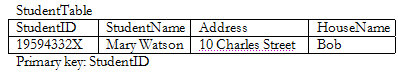 StudentTable
StudentID StudentName Address HouseName
19594332X Mary Watson 10 Charles Street Bob
Primary key: StudentID